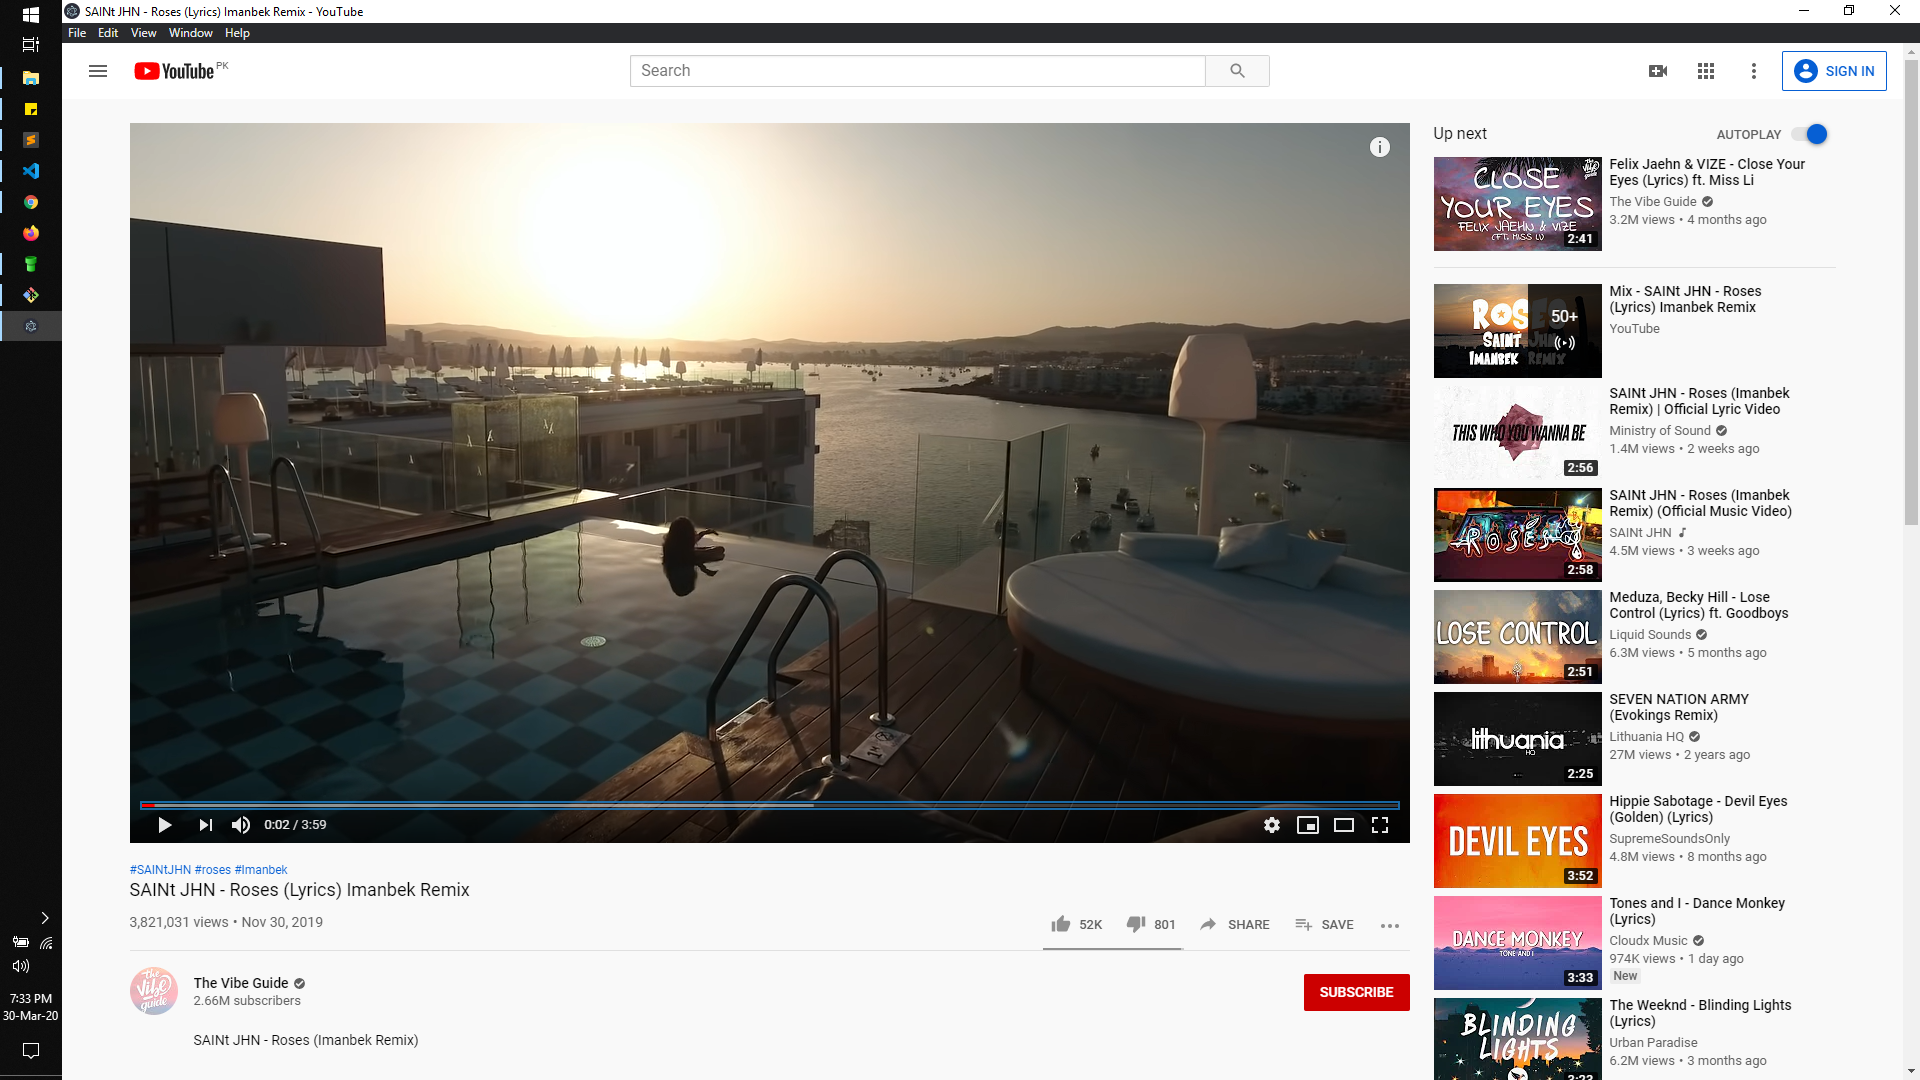 SAINt JHN - Roses (Lyrics) Imanbek Remix - YouTube
File Edit View Window Help
YouTube PK
Search
SIGN IN
#SAINtJHN #roses #Imanbek
SAINt JHN - Roses (Lyrics) Imanbek Remix
3,821,031 views • Nov 30, 2019
52K
801
SHARE
SAVE
0:02 / 3:59
The Vibe Guide
2.66M subscribers
SUBSCRIBE
SAINt JHN - Roses (Imanbek Remix)
Up next
AUTOPLAY
CLOSE
YOUR EYES
FELIX JAEHN & VIZE
(FT. MISS LI)
2:41
Felix Jaehn & VIZE - Close Your
Eyes (Lyrics) ft. Miss Li
The Vibe Guide
3.2M views • 4 months ago
ROSES
SAINT JHN
IMANBEK REMIX
50+
Mix - SAINt JHN - Roses
(Lyrics) Imanbek Remix
YouTube
THIS WHO YOU WANNA BE
2:56
SAINt JHN - Roses (Imanbek
Remix) | Official Lyric Video
Ministry of Sound
1.4M views • 2 weeks ago
ROSES
2:58
SAINt JHN - Roses (Imanbek
Remix) (Official Music Video)
SAINt JHN
4.5M views • 3 weeks ago
LOSE CONTROL
2:51
Meduza, Becky Hill - Lose
Control (Lyrics) ft. Goodboys
Liquid Sounds
6.3M views • 5 months ago
lithuania
HQ
2:25
SEVEN NATION ARMY
(Evokings Remix)
Lithuania HQ
27M views • 2 years ago
DEVIL EYES
3:52
Hippie Sabotage - Devil Eyes
(Golden) (Lyrics)
SupremeSoundsOnly
4.8M views • 8 months ago
DANCE MONKEY
TONE AND I
3:33
Tones and I - Dance Monkey
(Lyrics)
Cloudx Music
974K views • 1 day ago
New
BLINDING
LIGHTS
3:23
The Weeknd - Blinding Lights
(Lyrics)
Urban Paradise
6.2M views • 3 months ago
7:33 PM
30-Mar-20